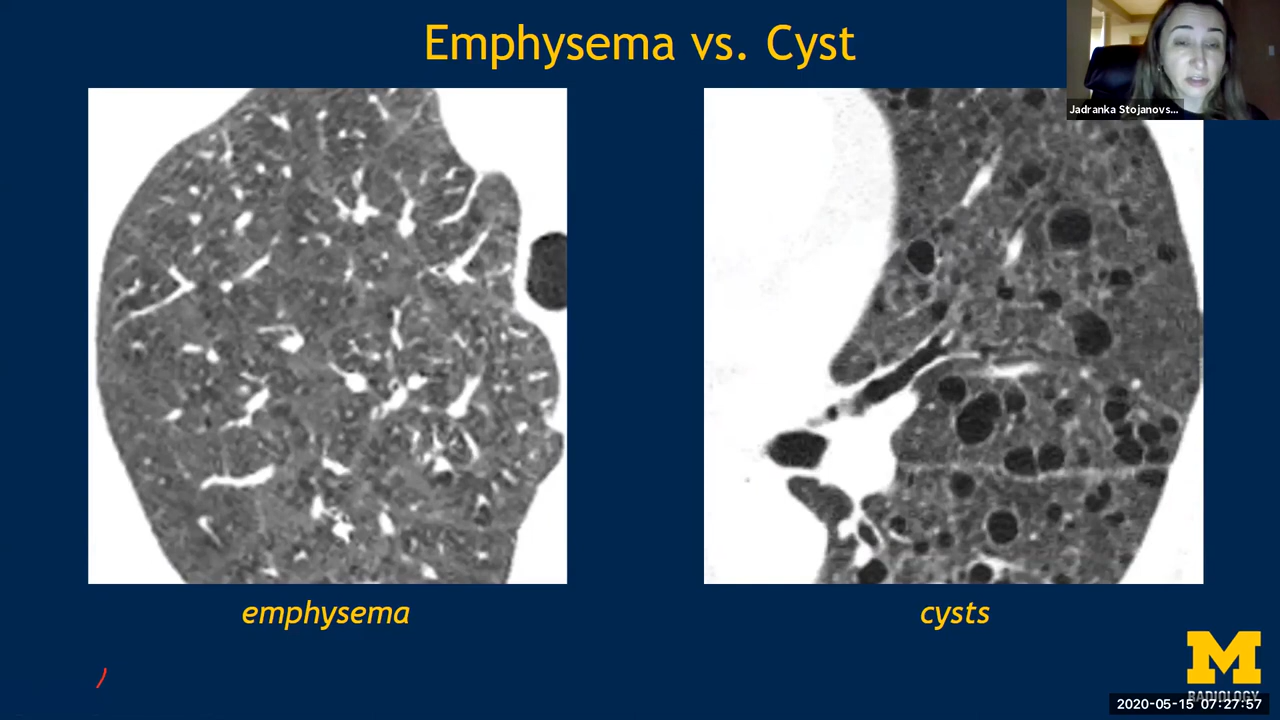 Emphysema vs. Cyst
Jadranka Stojanovs...
emphysema
cysts
M
RADIOLOGY
2020-05-15 07:27:57